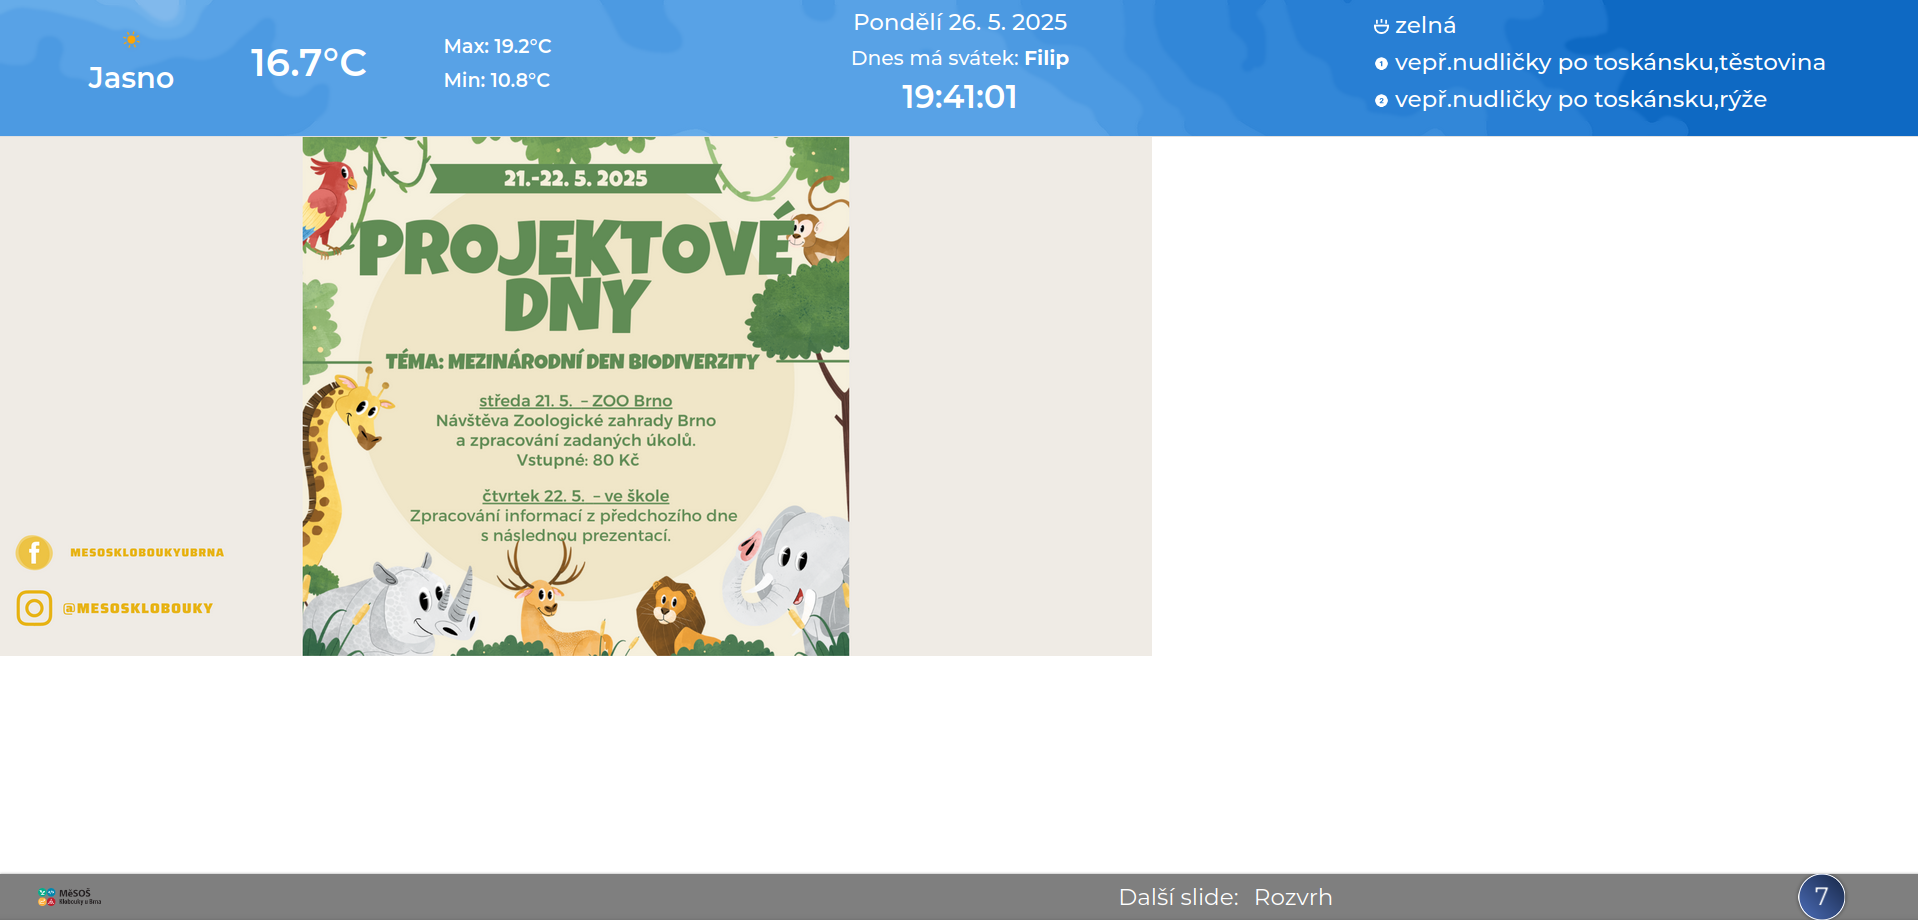 Jasno
16.7°C
Max: 19.2°C
Min: 10.8°C
Pondělí 26. 5. 2025
Dnes má svátek: Filip
19:41:01
zelná
1 vepř.nudličky po toskánsku,těstovina
2 vepř.nudličky po toskánsku,rýže
21.-22. 5. 2025
PROJEKTOVÉ
DNY
TÉMA: MEZINÁRODNÍ DEN BIODIVERZITY
středa 21. 5. – ZOO Brno
Návštěva Zoologické zahrady Brno
a zpracování zadaných úkolů.
Vstupné: 80 Kč
čtvrtek 22. 5. – ve škole
Zpracování informací z předchozího dne
s následnou prezentací.
MESOSKLOBOUKYUBRNA
@MESOSKLOBOUKY
MěSOŠ
Klobouky u Brna
Další slide: Rozvrh
7